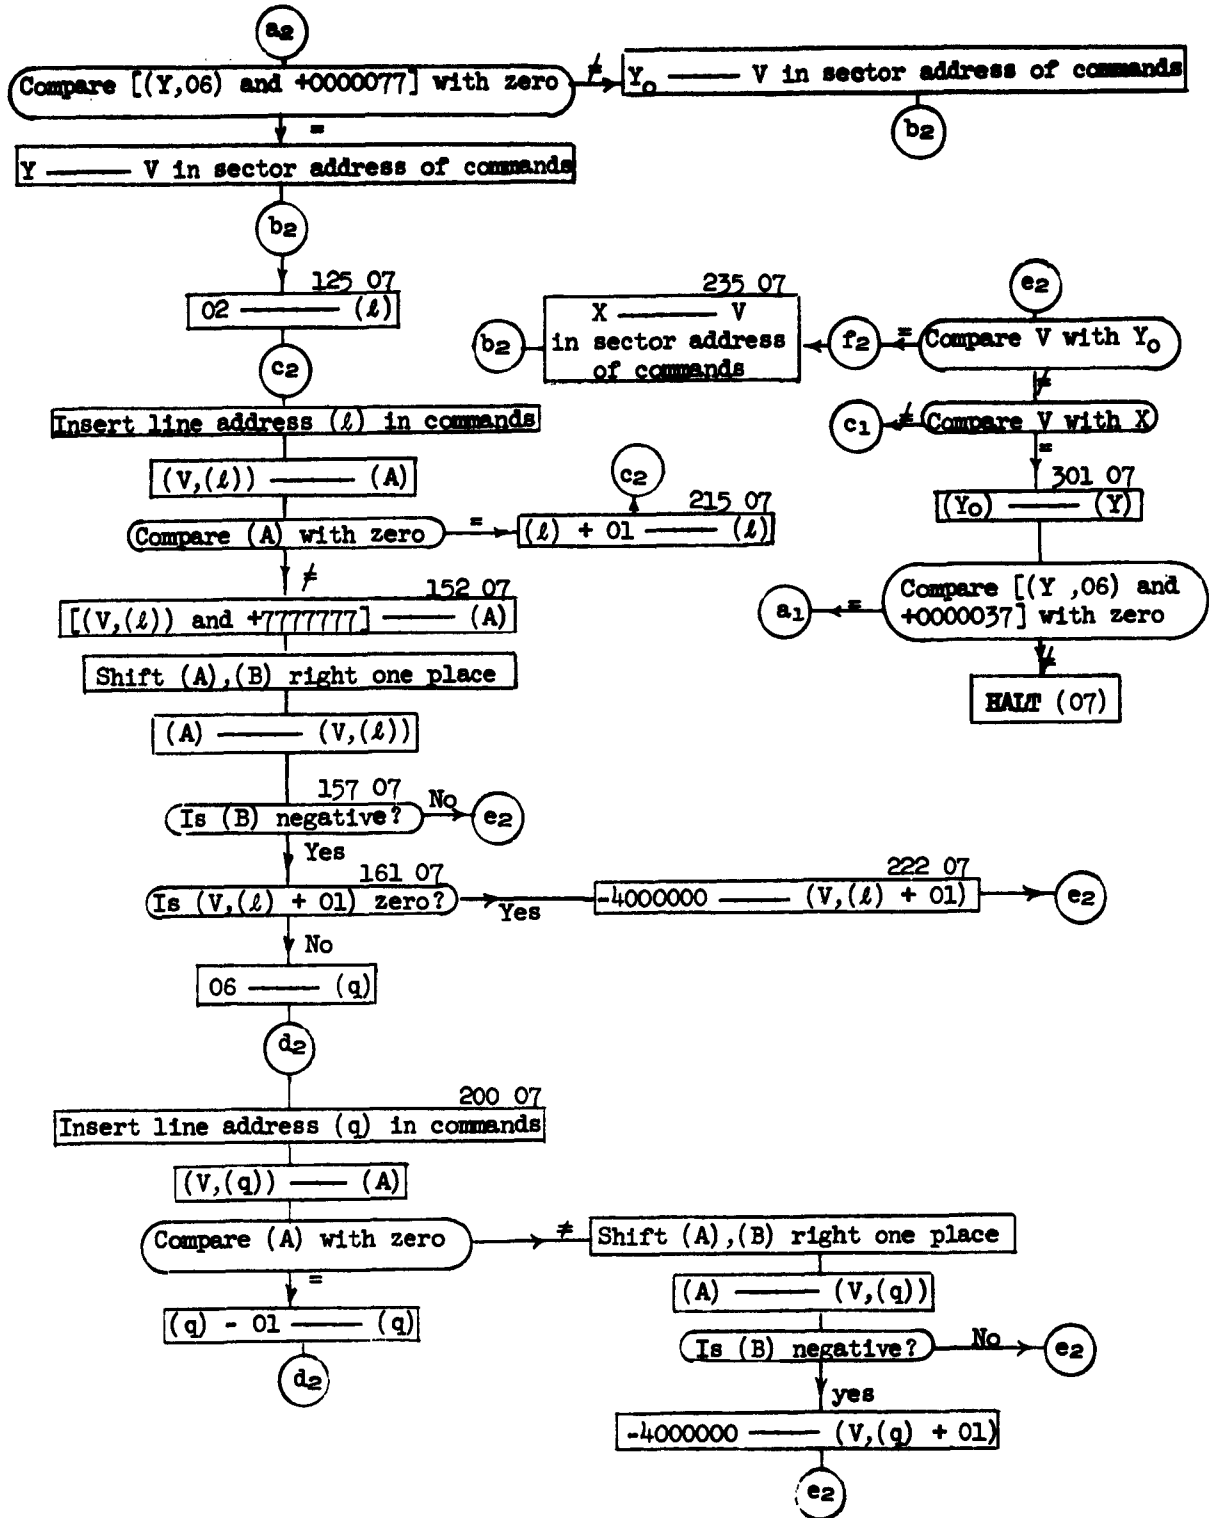 a₂
Compare [(Y,06) and +0000077] with zero
≠
Y₀ —— V in sector address of commands
b₂
=
Y —— V in sector address of commands
b₂
125 07
02 —— (ℓ)
c₂
Insert line address (ℓ) in commands
(V,(ℓ)) —— (A)
Compare (A) with zero
=
215 07
(ℓ) + 01 —— (ℓ)
c₂
≠
152 07
[(V,(ℓ)) and +7777777] —— (A)
Shift (A),(B) right one place
(A) —— (V,(ℓ))
157 07
Is (B) negative?
No
e₂
Yes
161 07
Is (V,(ℓ) + 01) zero?
Yes
222 07
-4000000 —— (V,(ℓ) + 01)
e₂
No
06 —— (q)
d₂
200 07
Insert line address (q) in commands
(V,(q)) —— (A)
Compare (A) with zero
≠
Shift (A),(B) right one place
=
(q) - 01 —— (q)
d₂
(A) —— (V,(q))
Is (B) negative?
No
e₂
yes
-4000000 —— (V,(q) + 01)
e₂
e₂
Compare V with Y₀
=
f₂
235 07
X —— V
in sector address
of commands
b₂
≠
Compare V with X
≠
c₁
=
301 07
(Y₀) —— (Y)
Compare [(Y ,06) and
+0000037] with zero
=
a₁
≠
HALT (07)